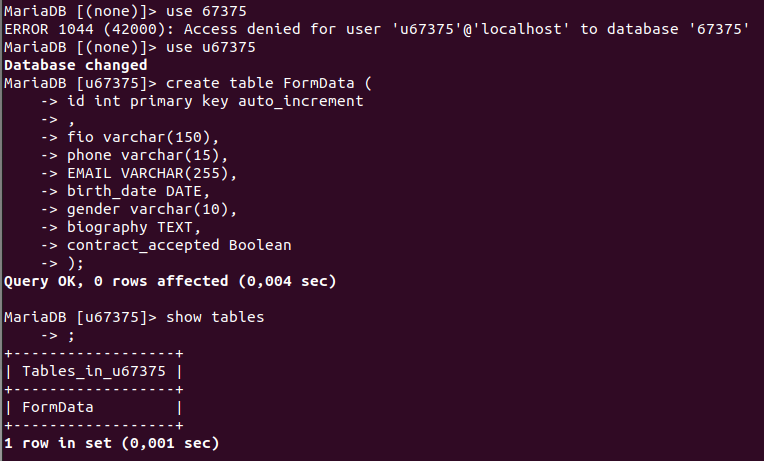 MariaDB [(none)]> use 67375
ERROR 1044 (42000): Access denied for user 'u67375'@'localhost' to database '67375'
MariaDB [(none)]> use u67375
Database changed
MariaDB [u67375]> create table FormData (
    -> id int primary key auto_increment
    -> ,
    -> fio varchar(150),
    -> phone varchar(15),
    -> EMAIL VARCHAR(255),
    -> birth_date DATE,
    -> gender varchar(10),
    -> biography TEXT,
    -> contract_accepted Boolean
    -> );
Query OK, 0 rows affected (0,004 sec)

MariaDB [u67375]> show tables
    -> ;
+------------------+
| Tables_in_u67375 |
+------------------+
| FormData         |
+------------------+
1 row in set (0,001 sec)